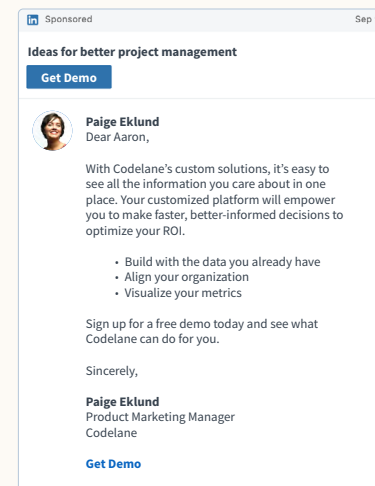 in Sponsored Sep
Ideas for better project management
Get Demo
Paige Eklund
Dear Aaron,
With Codelane’s custom solutions, it’s easy to
see all the information you care about in one
place. Your customized platform will empower
you to make faster, better-informed decisions to
optimize your ROI.
• Build with the data you already have
• Align your organization
• Visualize your metrics
Sign up for a free demo today and see what
Codelane can do for you.
Sincerely,
Paige Eklund
Product Marketing Manager
Codelane
Get Demo